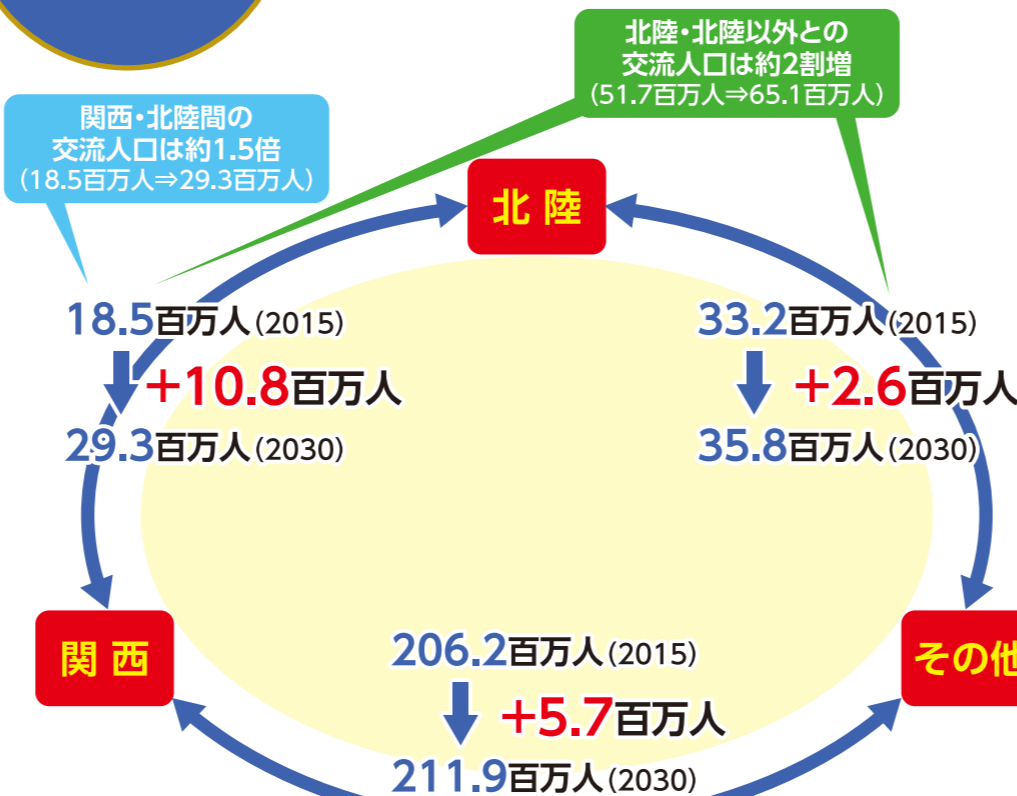 北陸・北陸以外との
交流人口は約2割増
(51.7百万人⇒65.1百万人)
関西・北陸間の
交流人口は約1.5倍
(18.5百万人⇒29.3百万人)
北 陸
18.5百万人(2015)
+10.8百万人
29.3百万人(2030)
33.2百万人(2015)
+2.6百万人
35.8百万人(2030)
関 西
その他
206.2百万人(2015)
+5.7百万人
211.9百万人(2030)